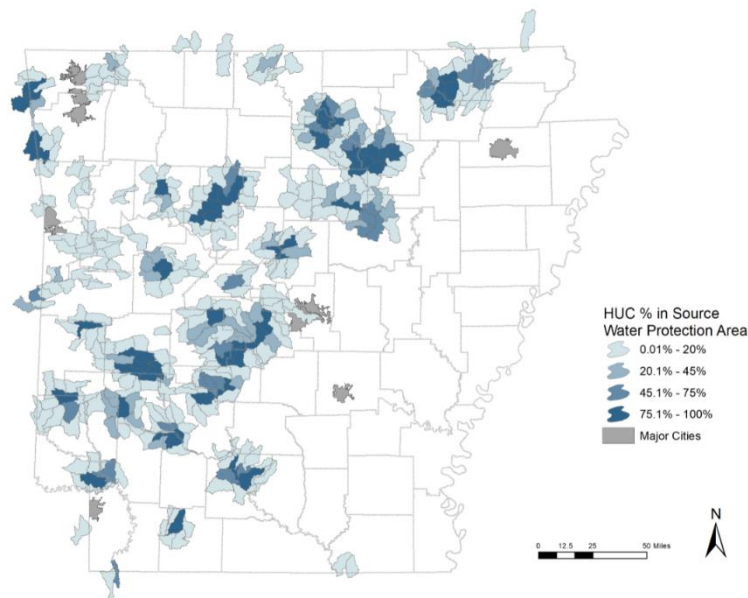 HUC % in Source
Water Protection Area
0.01% - 20%
20.1% - 45%
45.1% - 75%
75.1% - 100%
Major Cities
N
0 12.5 25 50 Miles